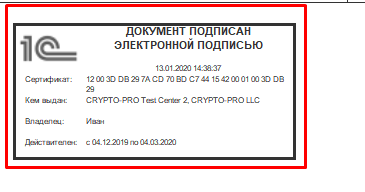 ДОКУМЕНТ ПОДПИСАН
ЭЛЕКТРОННОЙ ПОДПИСЬЮ
1С
13.01.2020 14:38:37
Сертификат: 12 00 3D DB 29 7A CD 70 BD C7 44 15 42 00 01 00 3D DB
29
Кем выдан: CRYPTO-PRO Test Center 2, CRYPTO-PRO LLC
Владелец: Иван
Действителен: с 04.12.2019 по 04.03.2020